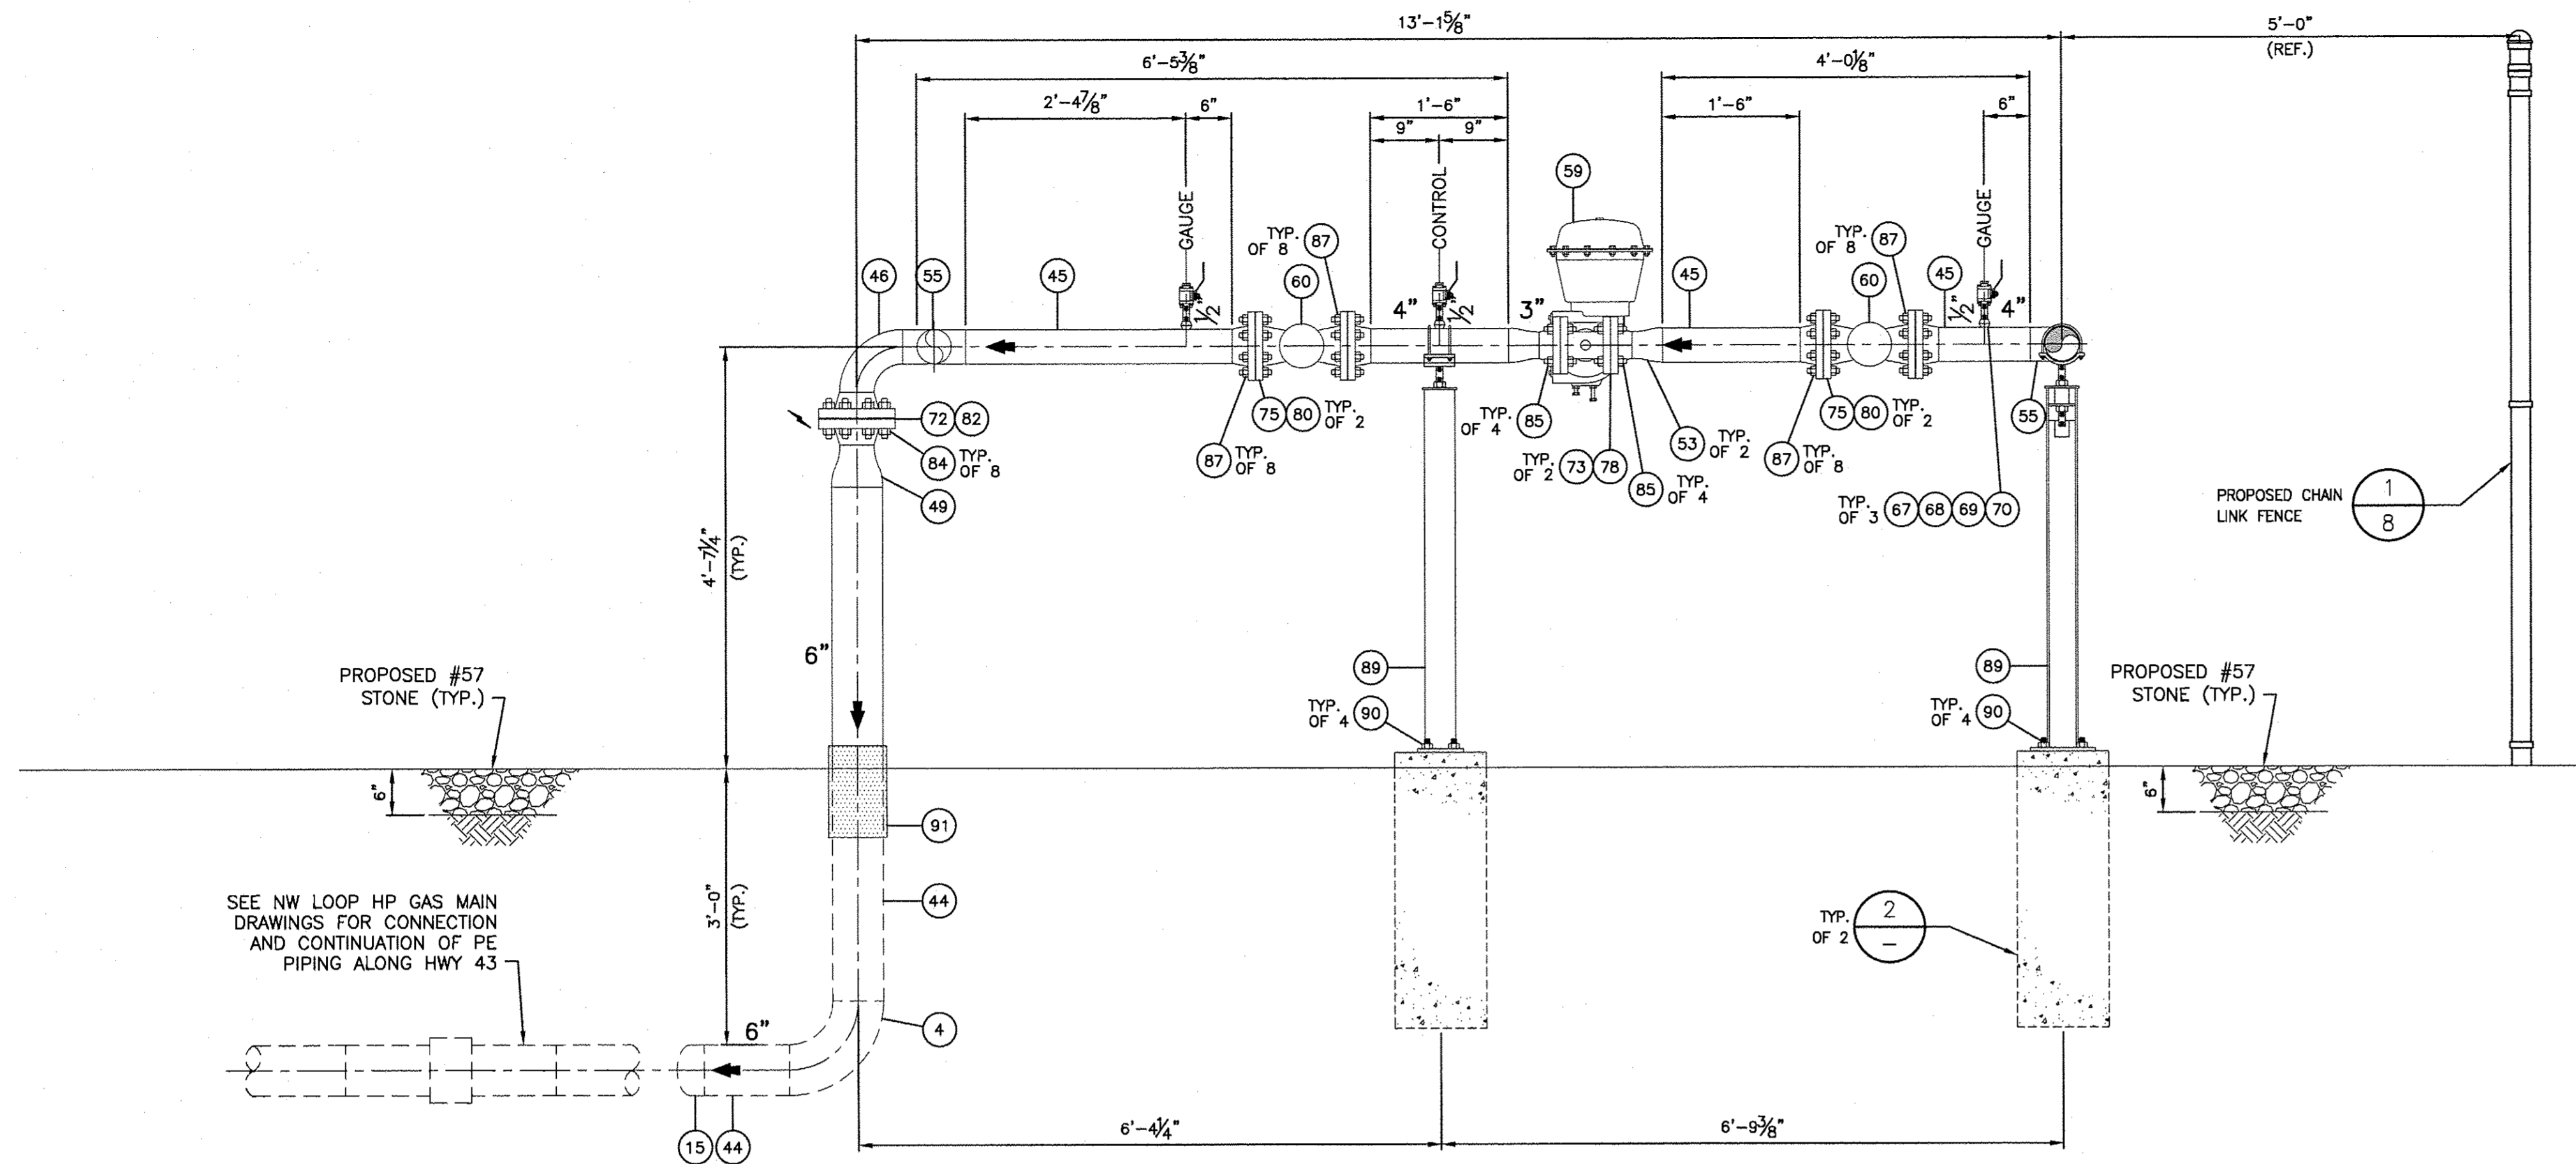 13'-1⅝"
5'-0"
(REF.)
6'-5⅜"
4'-0⅛"
2'-4⅞"
6"
1'-6"
1'-6"
6"
9"
9"
59
GAUGE
CONTROL
GAUGE
TYP.
OF 8
87
TYP.
OF 8
87
46
55
45
60
45
60
45
½"
4"
½"
3"
½"
4"
72
82
75
80
TYP.
OF 2
TYP.
OF 4
85
53
TYP.
OF 2
75
80
TYP.
OF 2
55
84
TYP.
OF 8
87
TYP.
OF 8
TYP.
OF 2
73
78
85
TYP.
OF 4
87
TYP.
OF 8
49
TYP.
OF 3
67
68
69
70
PROPOSED CHAIN
LINK FENCE
1
8
4'-7¼"
(TYP.)
6"
PROPOSED #57
STONE (TYP.)
89
TYP.
OF 4
90
89
TYP.
OF 4
90
PROPOSED #57
STONE (TYP.)
6"
6"
91
3'-0"
(TYP.)
44
SEE NW LOOP HP GAS MAIN
DRAWINGS FOR CONNECTION
AND CONTINUATION OF PE
PIPING ALONG HWY 43
TYP.
OF 2
2
–
6"
4
15
44
6'-4¼"
6'-9⅜"